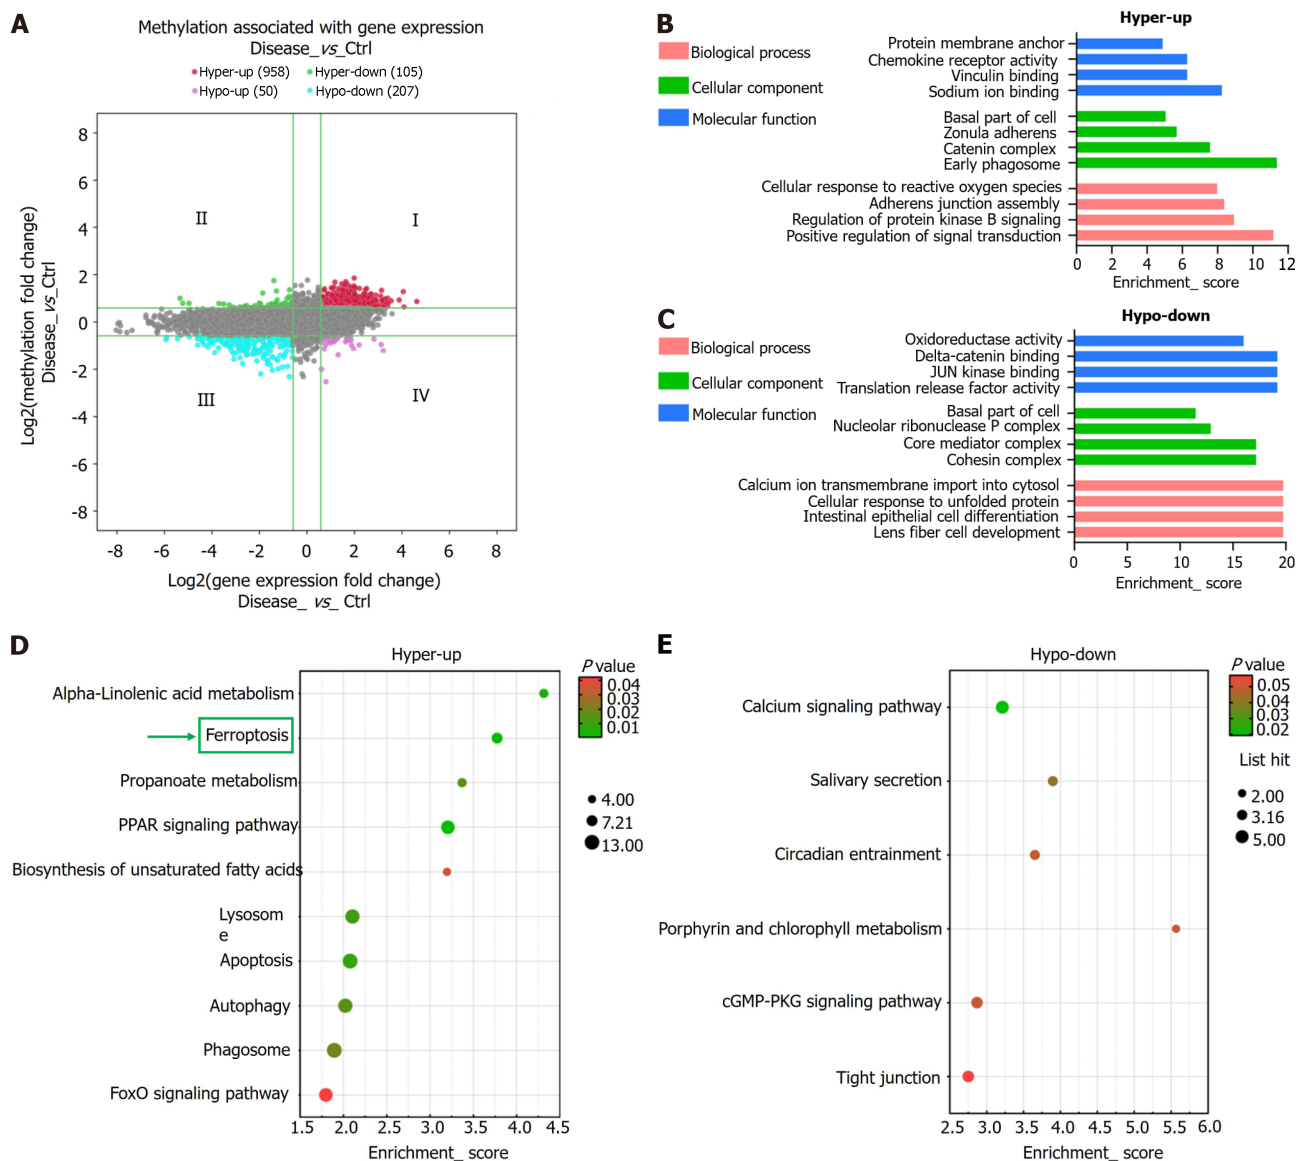 A
Methylation associated with gene expression
Disease_vs_Ctrl
Hyper-up (958)
Hyper-down (105)
Hypo-up (50)
Hypo-down (207)
8
6
4
2
0
-2
-4
-6
-8
Log2(methylation fold change)
Disease_vs_Ctrl
II
I
III
IV
-8
-6
-4
-2
0
2
4
6
8
Log2(gene expression fold change)
Disease_ vs_ Ctrl
B
Hyper-up
Biological process
Cellular component
Molecular function
Protein membrane anchor
Chemokine receptor activity
Vinculin binding
Sodium ion binding
Basal part of cell
Zonula adherens
Catenin complex
Early phagosome
Cellular response to reactive oxygen species
Adherens junction assembly
Regulation of protein kinase B signaling
Positive regulation of signal transduction
0
2
4
6
8
10
12
Enrichment_ score
C
Hypo-down
Biological process
Cellular component
Molecular function
Oxidoreductase activity
Delta-catenin binding
JUN kinase binding
Translation release factor activity
Basal part of cell
Nucleolar ribonuclease P complex
Core mediator complex
Cohesin complex
Calcium ion transmembrane import into cytosol
Cellular response to unfolded protein
Intestinal epithelial cell differentiation
Lens fiber cell development
0
5
10
15
20
Enrichment_ score
D
Hyper-up
Alpha-Linolenic acid metabolism
Ferroptosis
Propanoate metabolism
PPAR signaling pathway
Biosynthesis of unsaturated fatty acids
Lysosom
e
Apoptosis
Autophagy
Phagosome
FoxO signaling pathway
1.5
2.0
2.5
3.0
3.5
4.0
4.5
Enrichment_ score
P value
0.04
0.03
0.02
0.01
4.00
7.21
13.00
E
Hypo-down
Calcium signaling pathway
Salivary secretion
Circadian entrainment
Porphyrin and chlorophyll metabolism
cGMP-PKG signaling pathway
Tight junction
2.5
3.0
3.5
4.0
4.5
5.0
5.5
6.0
Enrichment_ score
P value
0.05
0.04
0.03
0.02
List hit
2.00
3.16
5.00